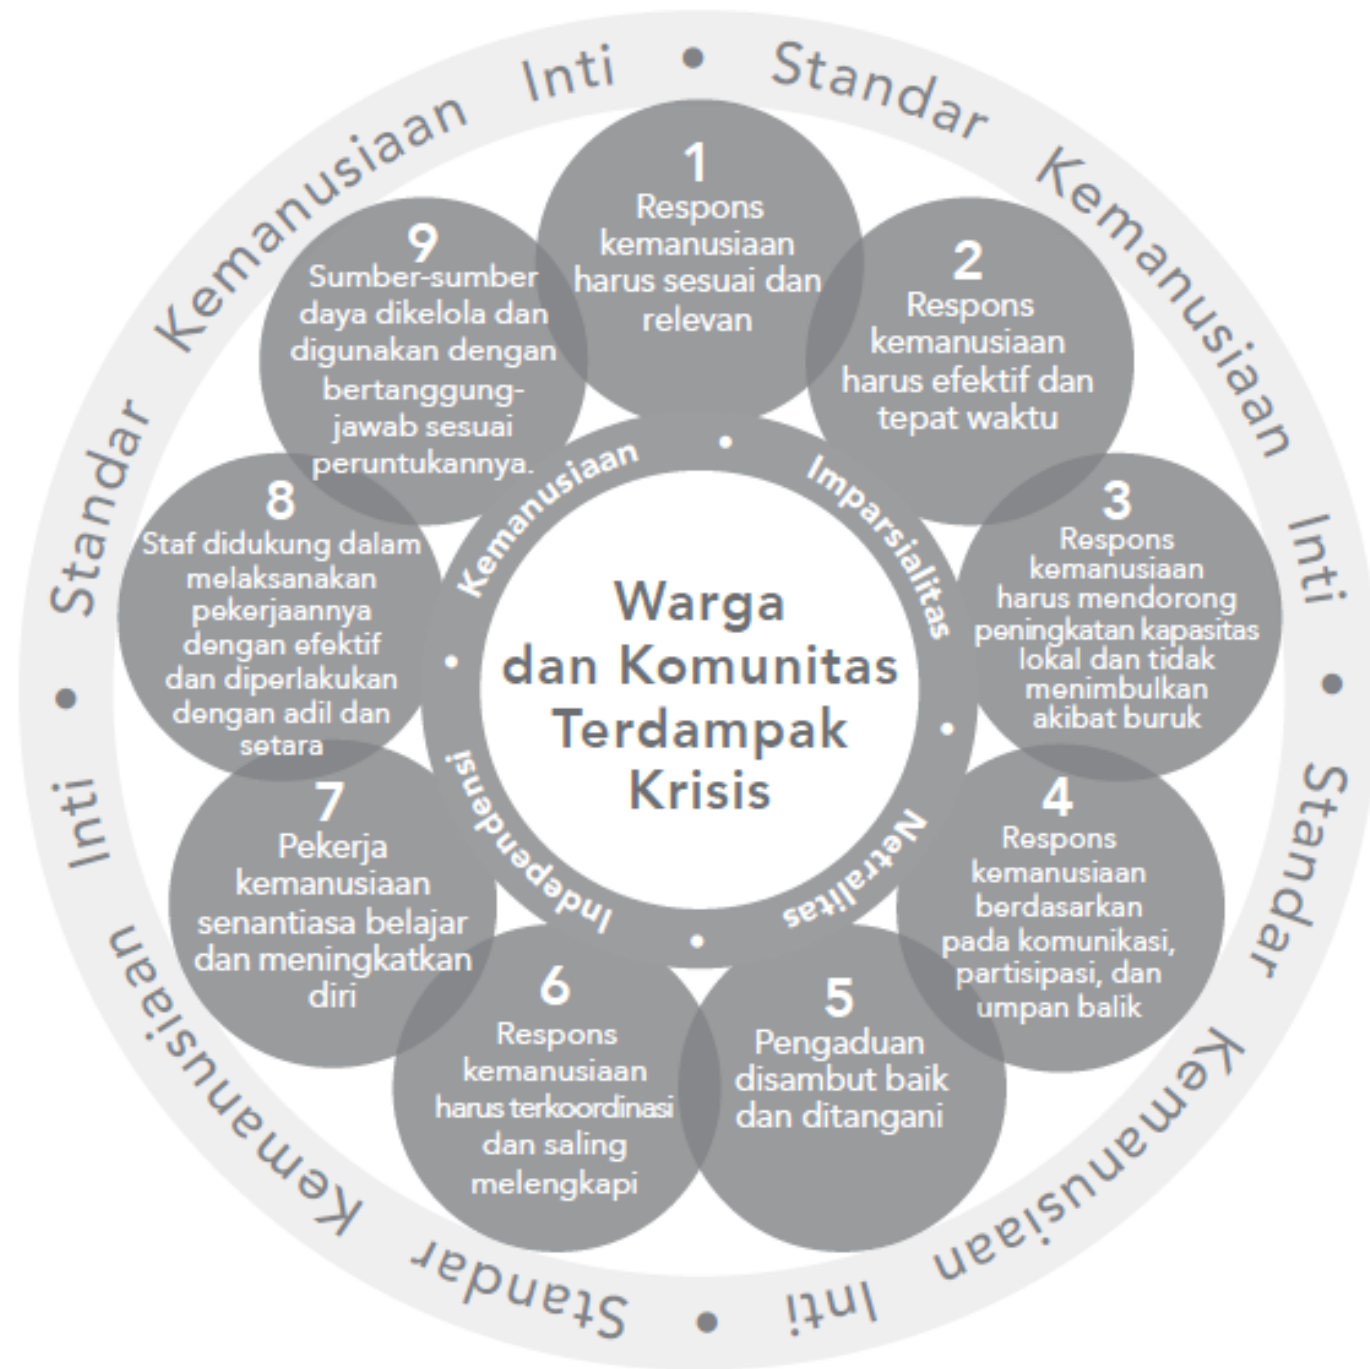 Standar Kemanusiaan Inti • Standar Kemanusiaan Inti • Standar Kemanusiaan Inti • Standar Kemanusiaan Inti •
1
Respons
kemanusiaan
harus sesuai dan
relevan
2
Respons
kemanusiaan
harus efektif dan
tepat waktu
3
Respons
kemanusiaan
harus mendorong
peningkatan kapasitas
lokal dan tidak
menimbulkan
akibat buruk
4
Respons
kemanusiaan
berdasarkan
pada komunikasi,
partisipasi, dan
umpan balik
5
Pengaduan
disambut baik
dan ditangani
6
Respons
kemanusiaan
harus terkoordinasi
dan saling
melengkapi
7
Pekerja
kemanusiaan
senantiasa belajar
dan meningkatkan
diri
8
Staf didukung dalam
melaksanakan
pekerjaannya
dengan efektif
dan diperlakukan
dengan adil dan
setara
9
Sumber-sumber
daya dikelola dan
digunakan dengan
bertanggung-
jawab sesuai
peruntukannya.
Kemanusiaan • Imparsialitas • Netralitas • Independensi •
Warga
dan Komunitas
Terdampak
Krisis